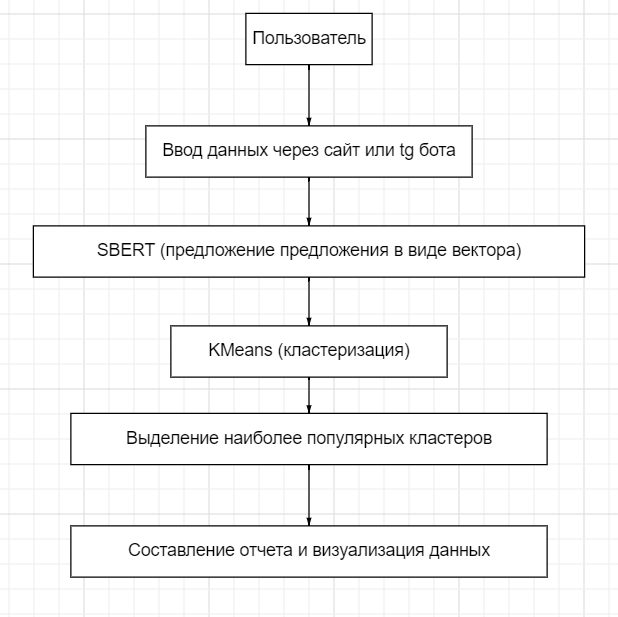 Пользователь
Ввод данных через сайт или tg бота
SBERT (предложение предложения в виде вектора)
KMeans (кластеризация)
Выделение наиболее популярных кластеров
Составление отчета и визуализация данных